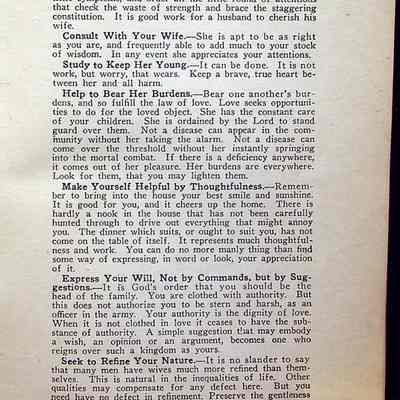 that check the waste of strength and brace the staggering
constitution. It is good work for a husband to cherish his
wife.
Consult With Your Wife.—She is apt to be as right
as you are, and frequently able to add much to your stock
of wisdom. In any event she appreciates your attentions.
Study to Keep Her Young.—It can be done. It is not
work, but worry, that wears. Keep a brave, true heart be-
tween her and all harm.
Help to Bear Her Burdens.—Bear one another's bur-
dens, and so fulfill the law of love. Love seeks opportuni-
ties to do for the loved object. She has the constant care
of your children. She is ordained by the Lord to stand
guard over them. Not a disease can appear in the com-
munity without her taking the alarm. Not a disease can
come over the threshold without her instantly springing
into the mortal combat. If there is a deficiency anywhere,
it comes out of her pleasure. Her burdens are everywhere.
Look for them, that you may lighten them.
Make Yourself Helpful by Thoughtfulness.—Remem-
ber to bring into the house your best smile and sunshine.
It is good for you, and it cheers up the home. There is
hardly a nook in the house that has not been carefully
hunted through to drive out everything that might annoy
you. The dinner which suits, or ought to suit you, has not
come on the table of itself. It represents much thoughtful-
ness and work. You can do no more manly thing than find
some way of expressing, in word or look, your appreciation
of it.
Express Your Will, Not by Commands, but by Sug-
gestions.—It is God's order that you should be the
head of the family. You are clothed with authority. But
this does not authorize you to be stern and harsh, as an
officer in the army. Your authority is the dignity of love.
When it is not clothed in love it ceases to have the sub-
stance of authority. A simple suggestion that may embody
a wish, an opinion or an argument, becomes one who
reigns over such a kingdom as yours.
Seek to Refine Your Nature.—It is no slander to say
that many men have wives much more refined than them-
selves. This is natural in the inequalities of life. Other
qualities may compensate for any defect here. But you
need have no defect in refinement. Preserve the gentleness